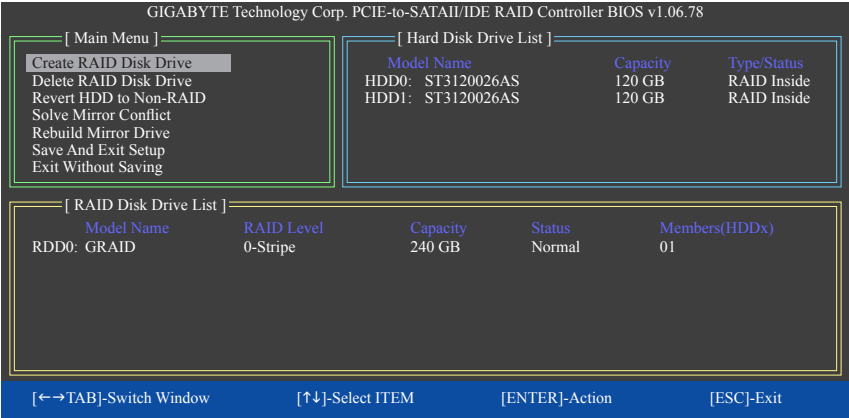 GIGABYTE Technology Corp. PCIE-to-SATAII/IDE RAID Controller BIOS v1.06.78
[ Main Menu ]
Create RAID Disk Drive
Delete RAID Disk Drive
Revert HDD to Non-RAID
Solve Mirror Conflict
Rebuild Mirror Drive
Save And Exit Setup
Exit Without Saving
[ Hard Disk Drive List ]
Model Name Capacity Type/Status
HDD0: ST3120026AS 120 GB RAID Inside
HDD1: ST3120026AS 120 GB RAID Inside
[ RAID Disk Drive List ]
Model Name RAID Level Capacity Status Members(HDDx)
RDD0: GRAID 0-Stripe 240 GB Normal 01
[←→TAB]-Switch Window [↑↓]-Select ITEM [ENTER]-Action [ESC]-Exit